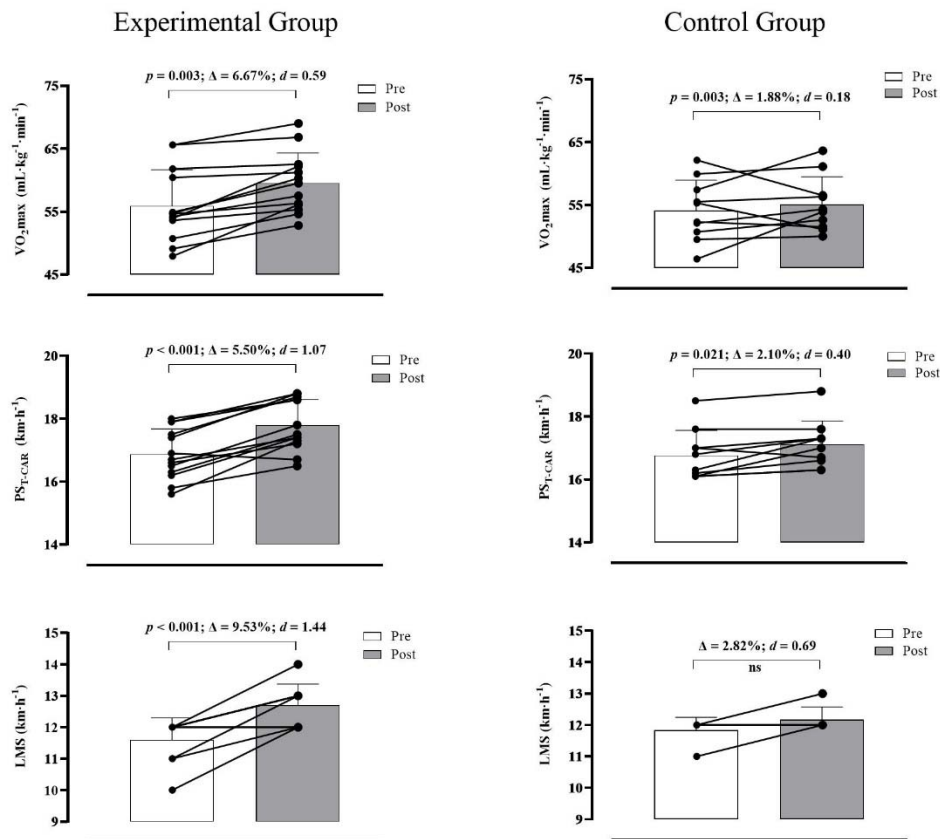 Experimental Group
Control Group
p = 0.003; Δ = 6.67%; d = 0.59
Pre
Post
75
65
55
45
VO₂max (mL·kg⁻¹·min⁻¹)
p = 0.003; Δ = 1.88%; d = 0.18
Pre
Post
75
65
55
45
VO₂max (mL·kg⁻¹·min⁻¹)
p < 0.001; Δ = 5.50%; d = 1.07
Pre
Post
20
18
16
14
PS_T-CAR (km·h⁻¹)
p = 0.021; Δ = 2.10%; d = 0.40
Pre
Post
20
18
16
14
PS_T-CAR (km·h⁻¹)
p < 0.001; Δ = 9.53%; d = 1.44
Pre
Post
15
14
13
12
11
10
9
LMS (km·h⁻¹)
Δ = 2.82%; d = 0.69
ns
Pre
Post
15
14
13
12
11
10
9
LMS (km·h⁻¹)